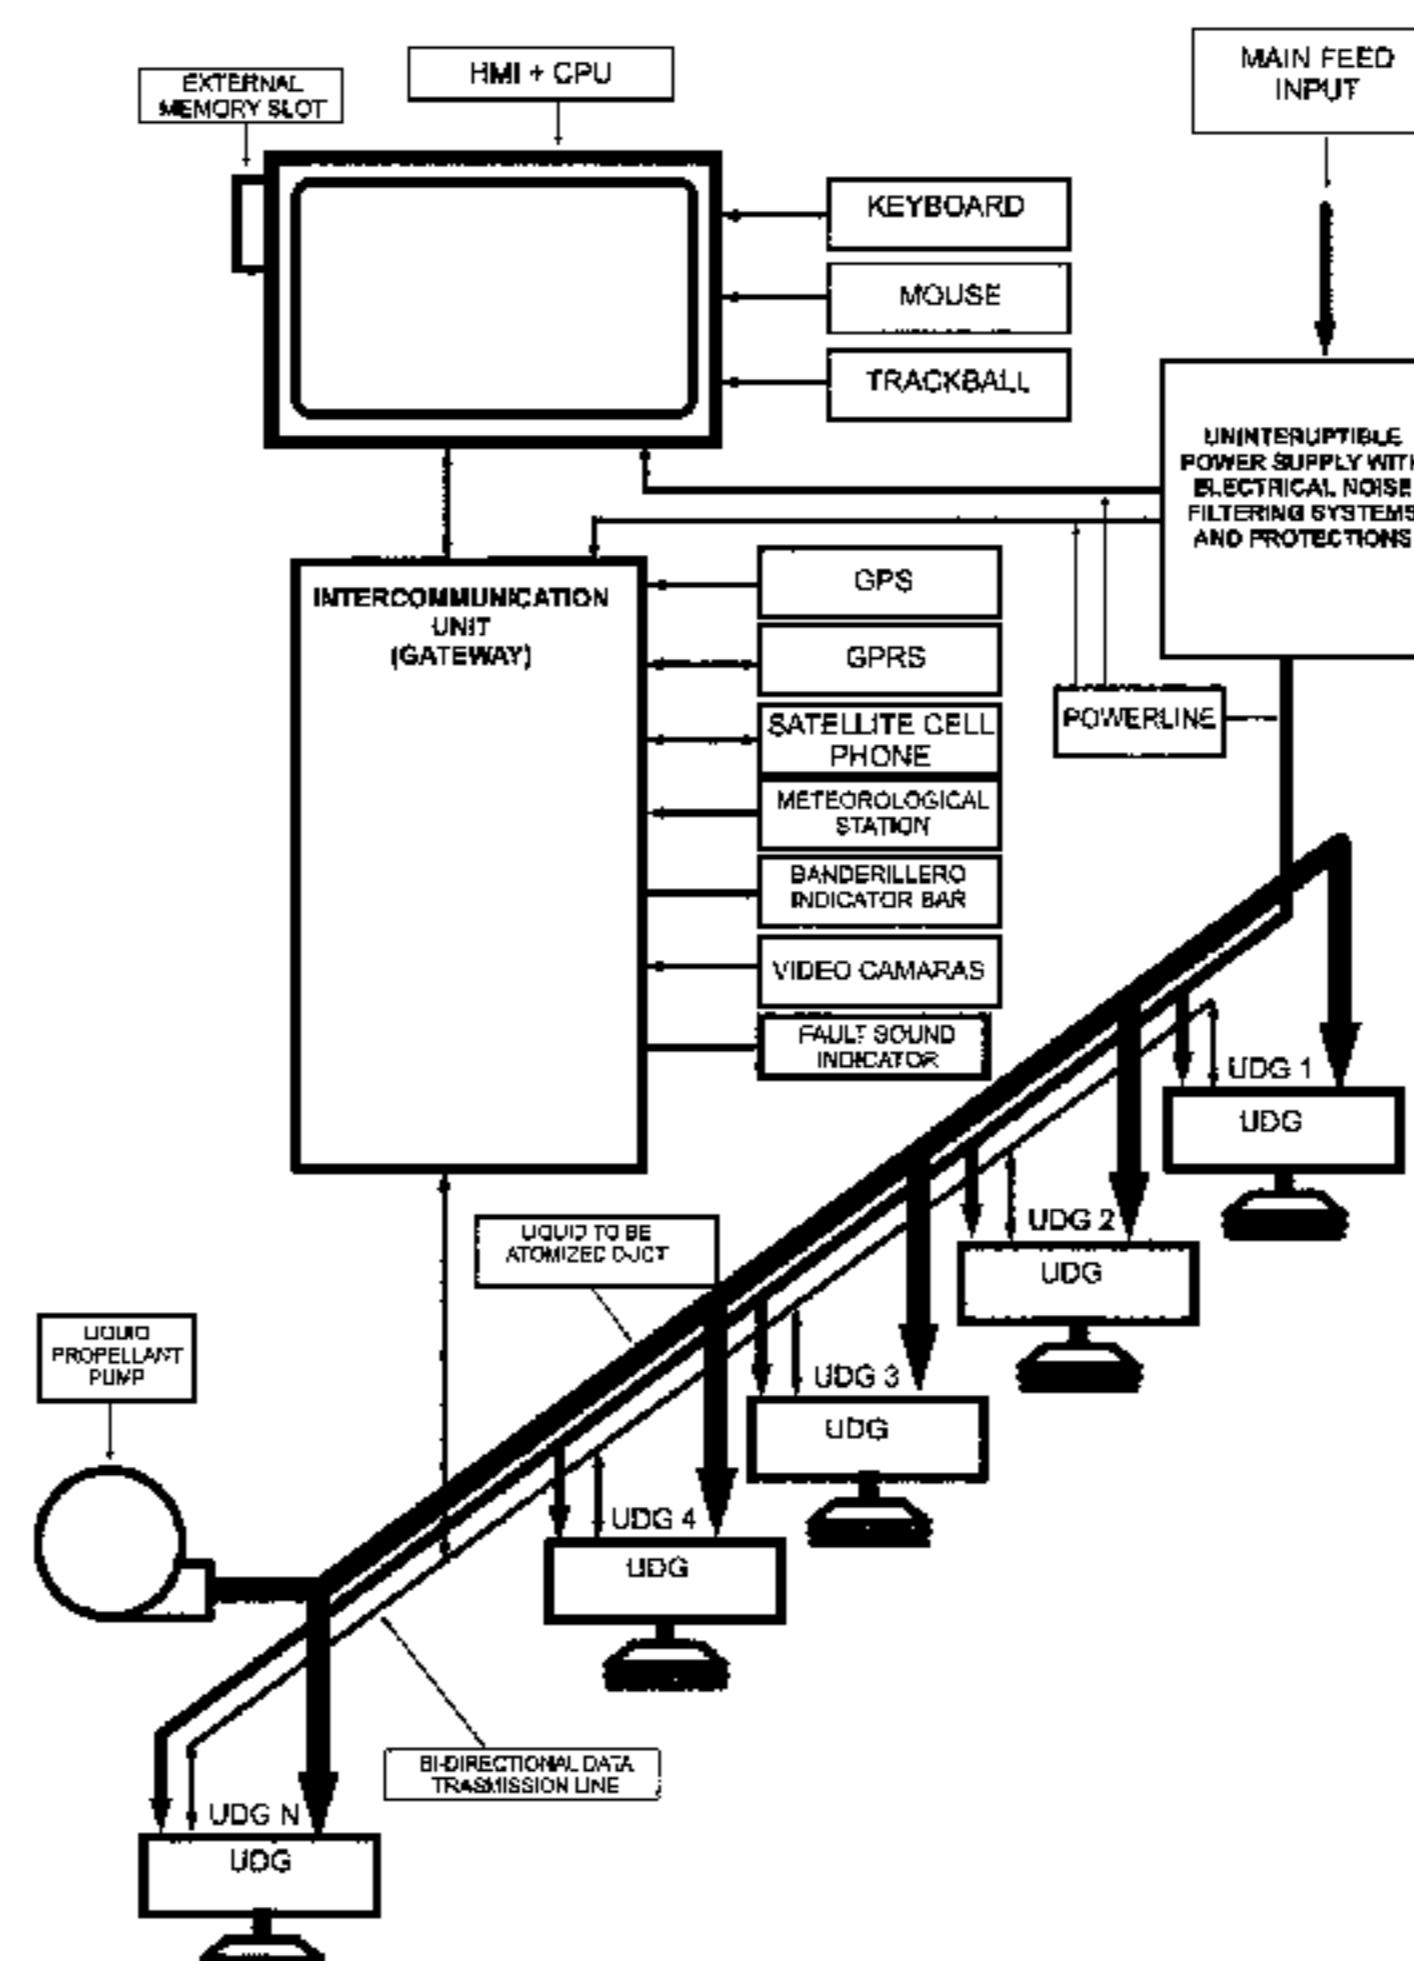 EXTERNAL
MEMORY SLOT
HMI + CPU
MAIN FEED
INPUT
KEYBOARD
MOUSE
TRACKBALL
UNINTERUPTIBLE
POWER SUPPLY WITH
ELECTRICAL NOISE
FILTERING SYSTEMS
AND PROTECTIONS
INTERCOMMUNICATION
UNIT
(GATEWAY)
GPS
GPRS
SATELLITE CELL
PHONE
METEOROLOGICAL
STATION
BANDERILLERO
INDICATOR BAR
VIDEO CAMARAS
FAULT SOUND
INDICATOR
POWERLINE
UDG 1
UDG
UDG 2
UDG
LIQUID TO BE
ATOMIZED DUCT
LIQUID
PROPELLANT
PUMP
UDG 3
UDG
UDG 4
UDG
BI-DIRECTIONAL DATA
TRASMISSION LINE
UDG N
UDG